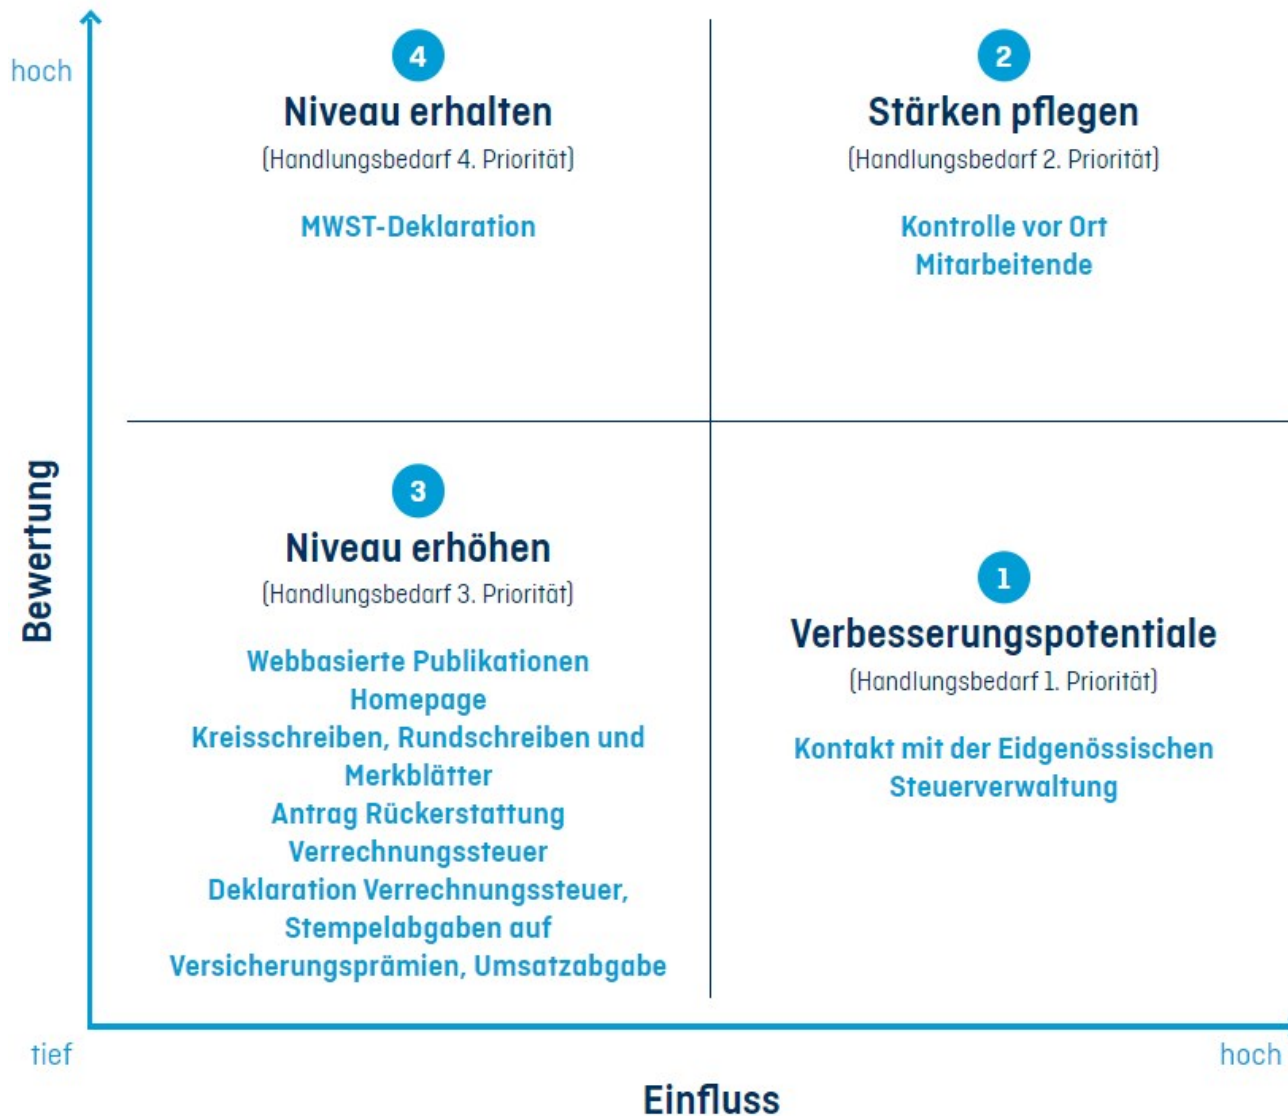 hoch
4
Niveau erhalten
(Handlungsbedarf 4. Priorität)
MWST-Deklaration
2
Stärken pflegen
(Handlungsbedarf 2. Priorität)
Kontrolle vor Ort
Mitarbeitende
Bewertung
3
Niveau erhöhen
(Handlungsbedarf 3. Priorität)
Webbasierte Publikationen
Homepage
Kreisschreiben, Rundschreiben und
Merkblätter
Antrag Rückerstattung
Verrechnungssteuer
Deklaration Verrechnungssteuer,
Stempelabgaben auf
Versicherungsprämien, Umsatzabgabe
1
Verbesserungspotentiale
(Handlungsbedarf 1. Priorität)
Kontakt mit der Eidgenössischen
Steuerverwaltung
tief
hoch
Einfluss